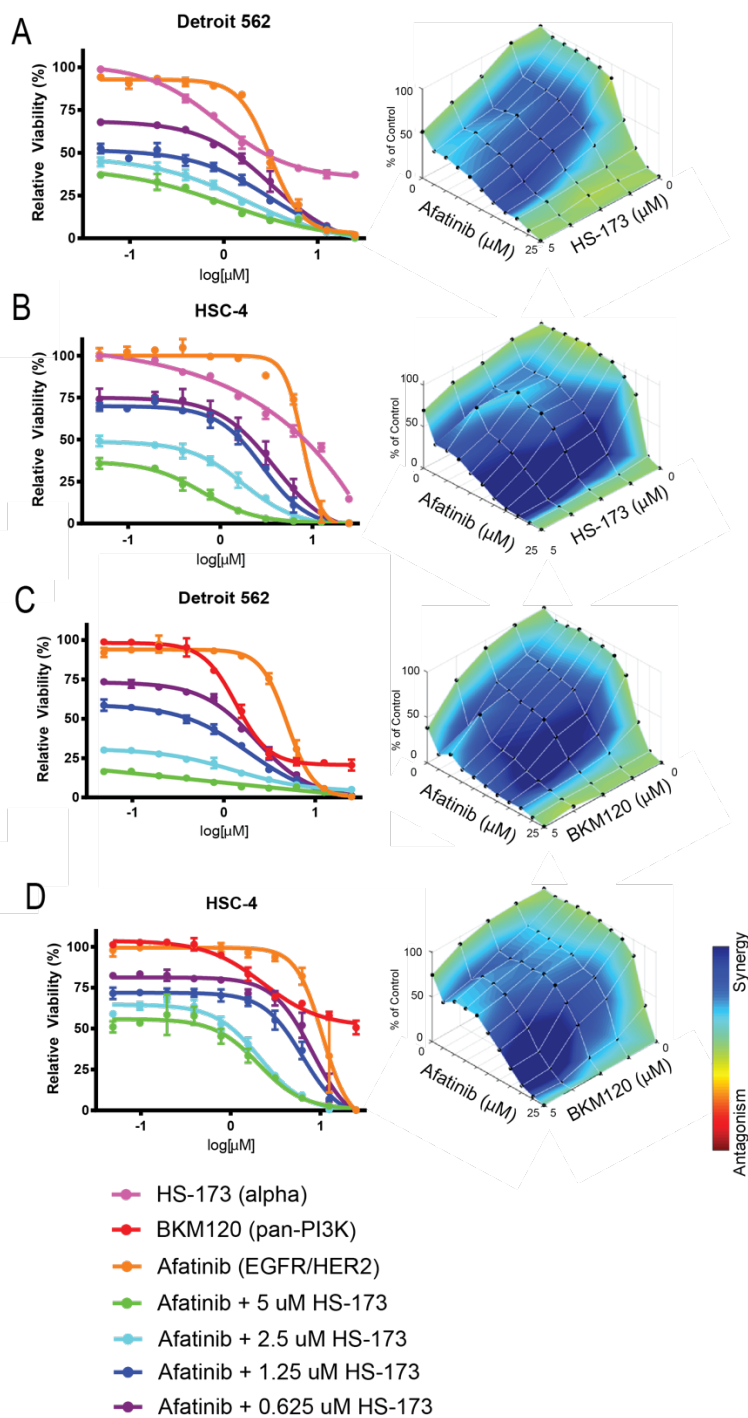 A
Detroit 562
Relative Viability (%)
100
75
50
25
0
-1
0
1
log[µM]
% of Control
100
50
0
0
Afatinib (µM)
25
5
HS-173 (µM)
0
B
HSC-4
Relative Viability (%)
100
75
50
25
0
-1
0
1
log[µM]
% of Control
100
50
0
0
Afatinib (µM)
25
5
HS-173 (µM)
0
C
Detroit 562
Relative Viability (%)
100
75
50
25
0
-1
0
1
log[µM]
% of Control
100
50
0
0
Afatinib (µM)
25
5
BKM120 (µM)
0
D
HSC-4
Relative Viability (%)
100
75
50
25
0
-1
0
1
log[µM]
% of Control
100
50
0
0
Afatinib (µM)
25
5
BKM120 (µM)
0
Synergy
Antagonism
HS-173 (alpha)
BKM120 (pan-PI3K)
Afatinib (EGFR/HER2)
Afatinib + 5 uM HS-173
Afatinib + 2.5 uM HS-173
Afatinib + 1.25 uM HS-173
Afatinib + 0.625 uM HS-173